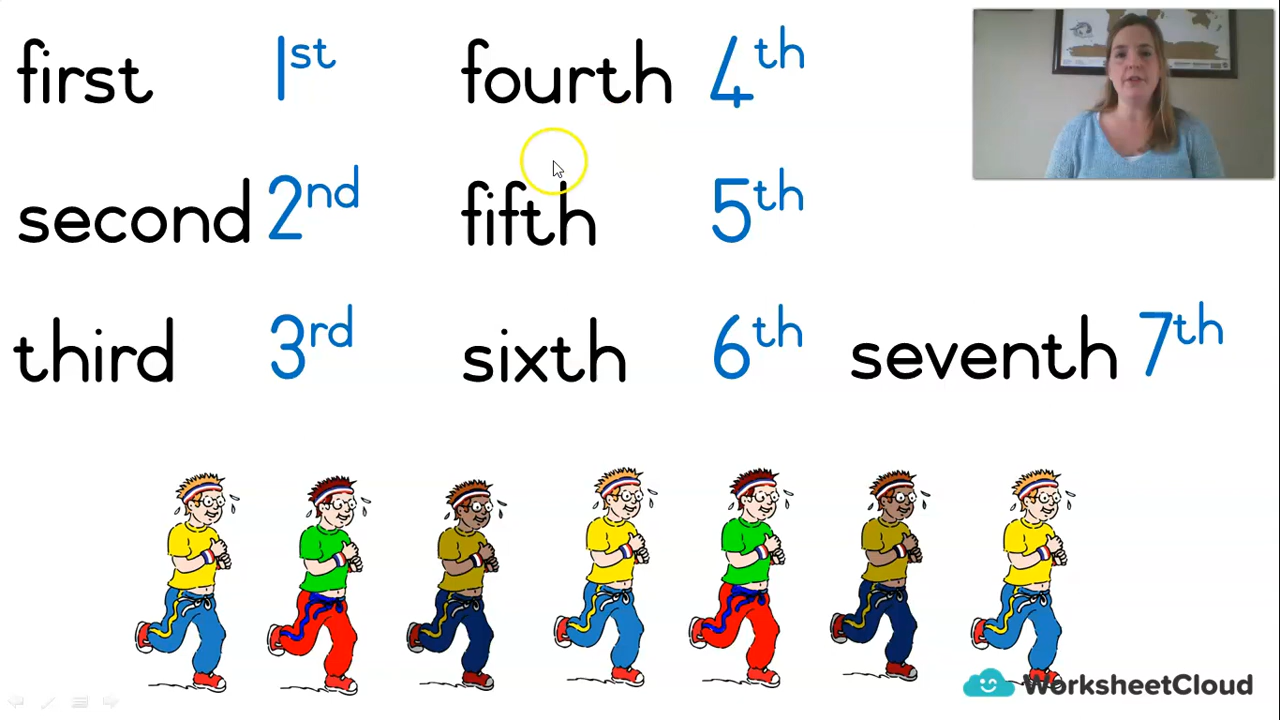 first 1st fourth 4th
second 2nd fifth 5th
third 3rd sixth 6th seventh 7th
WorksheetCloud